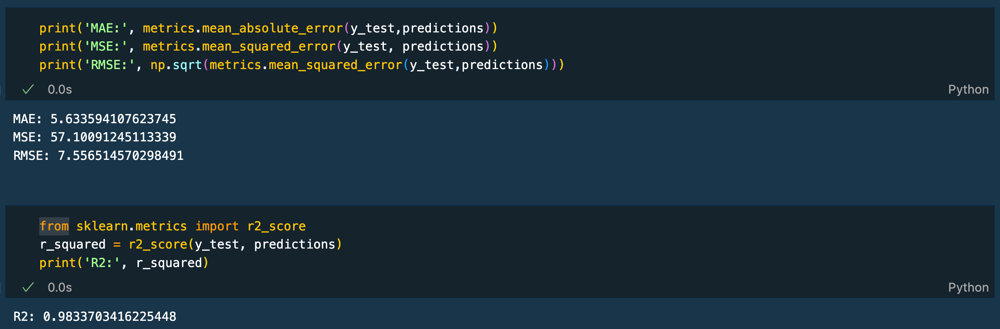 print('MAE:', metrics.mean_absolute_error(y_test,predictions))
print('MSE:', metrics.mean_squared_error(y_test, predictions))
print('RMSE:', np.sqrt(metrics.mean_squared_error(y_test,predictions)))
✓ 0.0s Python
MAE: 5.633594107623745
MSE: 57.10091245113339
RMSE: 7.556514570298491
from sklearn.metrics import r2_score
r_squared = r2_score(y_test, predictions)
print('R2:', r_squared)
✓ 0.0s Python
R2: 0.9833703416225448